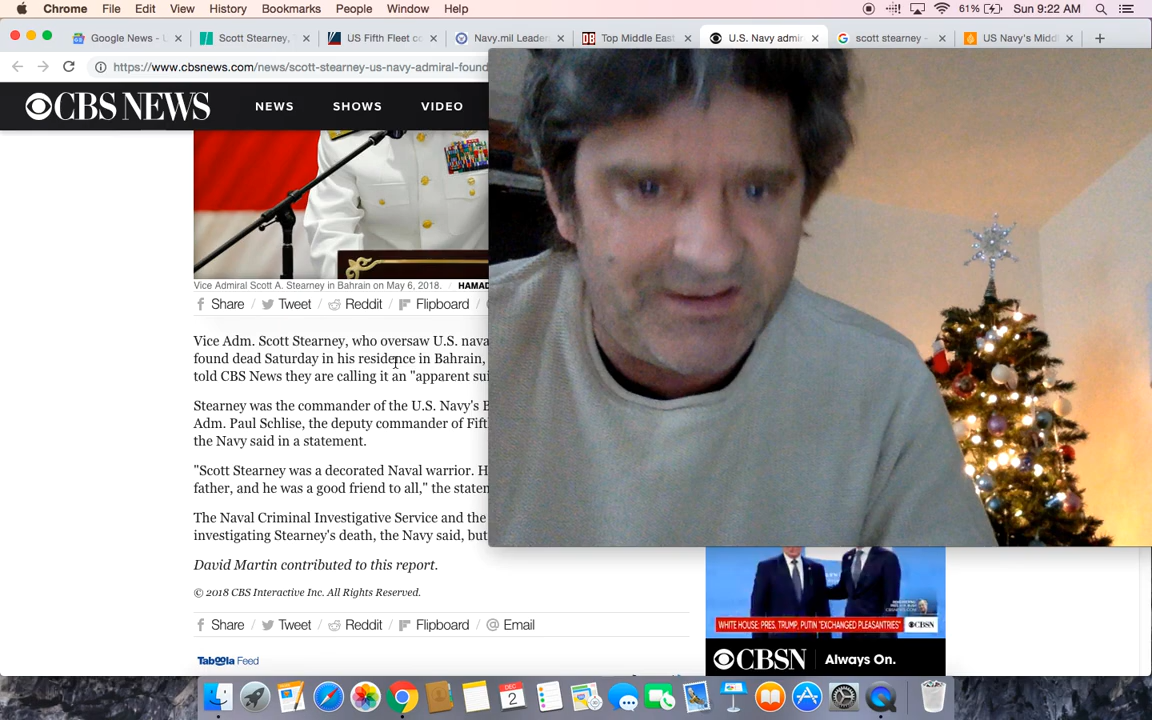 Chrome File Edit View History Bookmarks People Window Help 61% Sun 9:22 AM
Google News - Scott Stearney, US Fifth Fleet co Navy.mil Leader Top Middle East U.S. Navy admir scott stearney - US Navy's Midd
https://www.cbsnews.com/news/scott-stearney-us-navy-admiral-found
CBS NEWS NEWS SHOWS VIDEO
Vice Admiral Scott A. Stearney in Bahrain on May 6, 2018. HAMAD
Share / Tweet / Reddit / Flipboard /
Vice Adm. Scott Stearney, who oversaw U.S. nava
found dead Saturday in his residence in Bahrain,
told CBS News they are calling it an "apparent sui
Stearney was the commander of the U.S. Navy's
Adm. Paul Schlise, the deputy commander of Fift
the Navy said in a statement.
"Scott Stearney was a decorated Naval warrior. H
father, and he was a good friend to all," the staten
The Naval Criminal Investigative Service and the
investigating Stearney's death, the Navy said, but
David Martin contributed to this report.
© 2018 CBS Interactive Inc. All Rights Reserved.
Share / Tweet / Reddit / Flipboard / Email
Taboola Feed
WHITE HOUSE: PRES. TRUMP, PUTIN "EXCHANGED PLEASANTRIES" CBSN
CBSN Always On.
DEC
2